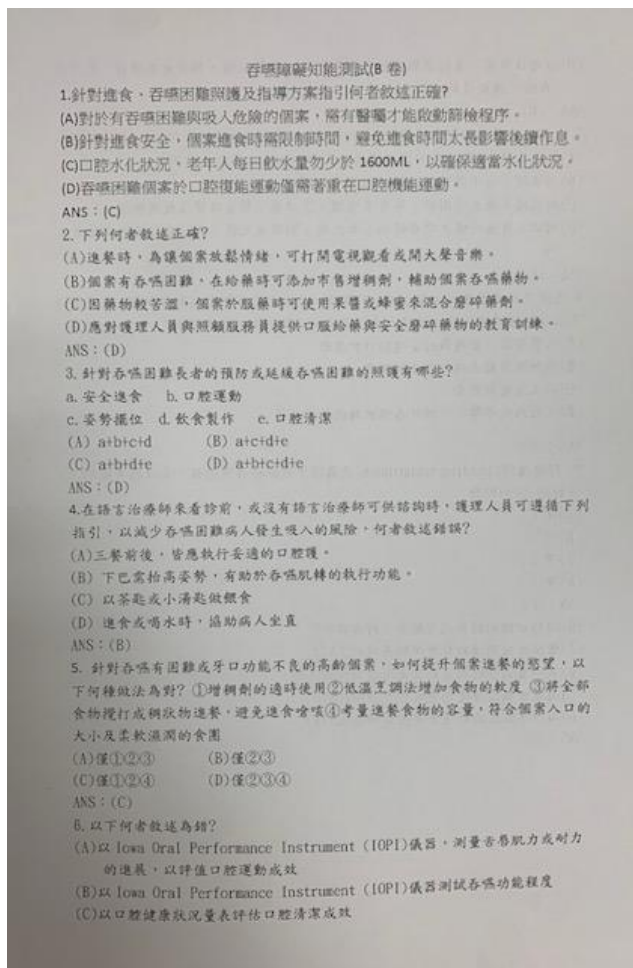 吞嚥障礙知能測試(B 卷)
1.針對進食、吞嚥困難照護及指導方案指引何者敘述正確?
(A)對於有吞嚥困難與吸入危險的個案，需有醫囑才能啟動篩檢程序。
(B)針對進食安全，個案進食時需限制時間，避免進食時間太長影響後續作息。
(C)口腔水化狀況，老年人每日飲水量勿少於 1600ML，以確保適當水化狀況。
(D)吞嚥困難個案於口腔復能運動僅需著重在口腔機能運動。
ANS：(C)
2.下列何者敘述正確?
(A)進餐時，為讓個案放鬆情緒，可打開電視觀看或開大聲音樂。
(B)個案有吞嚥困難，在給藥時可添加市售增稠劑，輔助個案吞嚥藥物。
(C)因藥物較苦澀，個案於服藥時可使用果醬或蜂蜜來混合磨碎藥劑。
(D)應對護理人員與照顧服務員提供口服給藥與安全磨碎藥物的教育訓練。
ANS：(D)
3. 針對吞嚥困難長者的預防或延緩吞嚥困難的照護有哪些?
a. 安全進食 b. 口腔運動
c. 姿勢擺位 d. 飲食製作 e. 口腔清潔
(A) a+b+c+d (B) a+c+d+e
(C) a+b+d+e (D) a+b+c+d+e
ANS：(D)
4.在語言治療師來看診前，或沒有語言治療師可供諮詢時，護理人員可遵循下列
指引，以減少吞嚥困難病人發生吸入的風險，何者敘述錯誤?
(A)三餐前後，皆應執行妥適的口腔護。
(B) 下巴需抬高姿勢，有助於吞嚥肌轉的執行功能。
(C) 以茶匙或小湯匙做餵食
(D) 進食或喝水時，協助病人坐直
ANS：(B)
5. 針對吞嚥有困難或牙口功能不良的高齡個案，如何提升個案進餐的慾望，以
下何種做法為對? ①增稠劑的適時使用②低溫烹調法增加食物的軟度 ③將全部
食物攪打成稠狀物進餐，避免進食嗆咳④考量進餐食物的容量，符合個案入口的
大小及柔軟濕潤的食團
(A)僅①②③ (B)僅②③
(C)僅①②④ (D)僅②③④
ANS：(C)
6. 以下何者敘述為錯?
(A)以 Iowa Oral Performance Instrument (IOPI)儀器，測量舌唇肌力或耐力
的進展，以評值口腔運動成效
(B)以 Iowa Oral Performance Instrument (IOPI)儀器測試吞嚥功能程度
(C)以口腔健康狀況量表評估口腔清潔成效